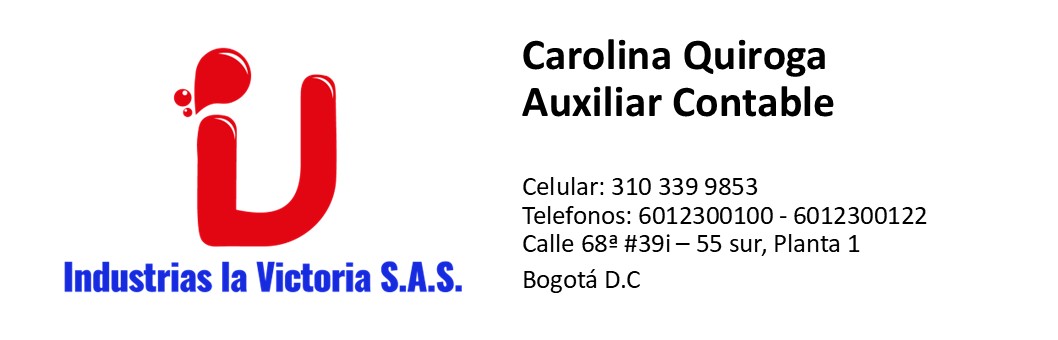 Carolina Quiroga
Auxiliar Contable
Celular: 310 339 9853
Telefonos: 6012300100 - 6012300122
Calle 68ª #39i – 55 sur, Planta 1
Bogotá D.C
Industrias la Victoria S.A.S.